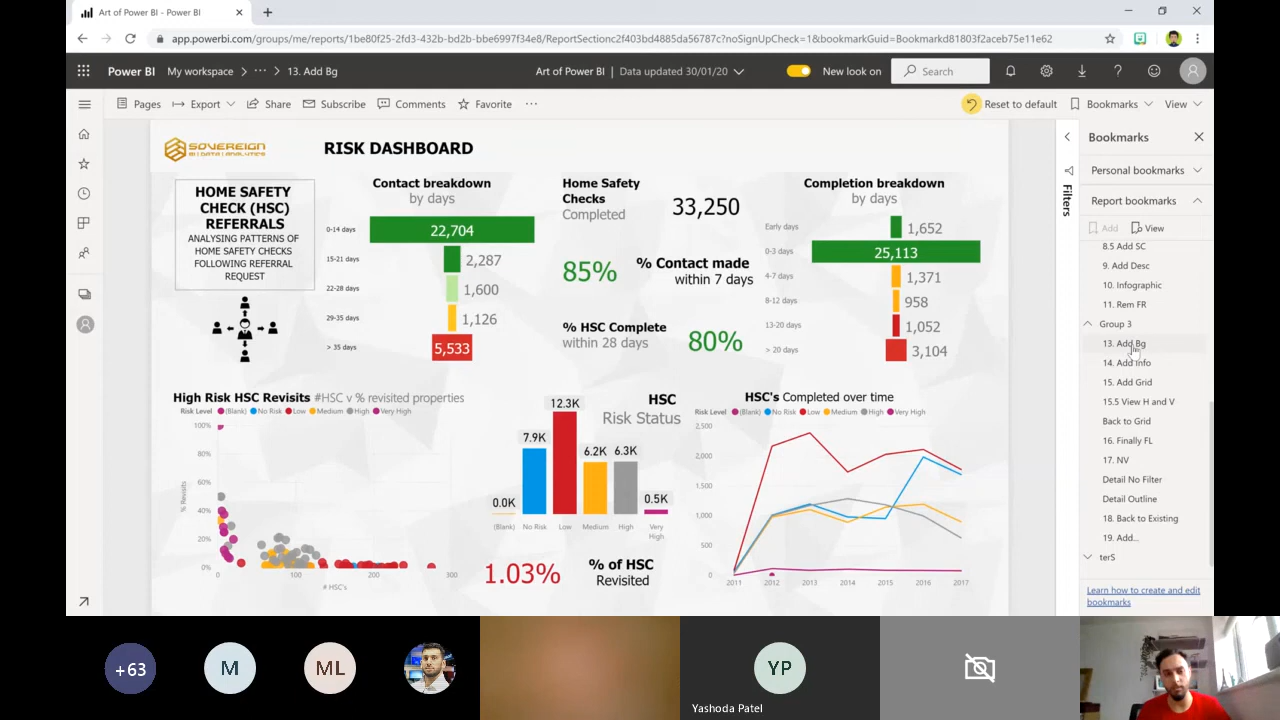 Art of Power BI - Power BI
app.powerbi.com/groups/me/reports/1be80f25-2fd3-432b-bd2b-bbe6997f34e8/ReportSectionc2f403bd4885da56787c?noSignUpCheck=1&bookmarkGuid=Bookmarkd81803f2aceb75e11e62
Power BI My workspace > ··· > 13. Add Bg
Art of Power BI | Data updated 30/01/20
New look on
Search
Pages Export Share Subscribe Comments Favorite ···
Reset to default Bookmarks View
SOVEREIGN
BI | DATA | ANALYTICS
RISK DASHBOARD
HOME SAFETY
CHECK (HSC)
REFERRALS
ANALYSING PATTERNS OF
HOME SAFETY CHECKS
FOLLOWING REFERRAL
REQUEST
Contact breakdown
by days
0-14 days 22,704
15-21 days 2,287
22-28 days 1,600
29-35 days 1,126
> 35 days 5,533
Home Safety
Checks
Completed
33,250
85%
% Contact made
within 7 days
% HSC Complete
within 28 days
80%
Completion breakdown
by days
Early days 1,652
0-3 days 25,113
4-7 days 1,371
8-12 days 958
13-20 days 1,052
> 20 days 3,104
High Risk HSC Revisits #HSC v % revisited properties
Risk Level (Blank) No Risk Low Medium High Very High
100%
80%
60%
40%
20%
0%
% Revisits
0 100 200 300
# HSC's
HSC
Risk Status
0.0K 7.9K 12.3K 6.2K 6.3K 0.5K
(Blank) No Risk Low Medium High Very
High
1.03%
% of HSC
Revisited
HSC's Completed over time
Risk Level (Blank) No Risk Low Medium High Very High
2,500
2,000
1,500
1,000
500
0
2011 2012 2013 2014 2015 2016 2017
Filters
Bookmarks
Personal bookmarks
Report bookmarks
Add View
8.5 Add SC
9. Add Desc
10. Infographic
11. Rem FR
Group 3
13. Add Bg
14. Add Info
15. Add Grid
15.5 View H and V
Back to Grid
16. Finally FL
17. NV
Detail No Filter
Detail Outline
18. Back to Existing
19. Add...
terS
Learn how to create and edit
bookmarks
+63
M
ML
YP
Yashoda Patel